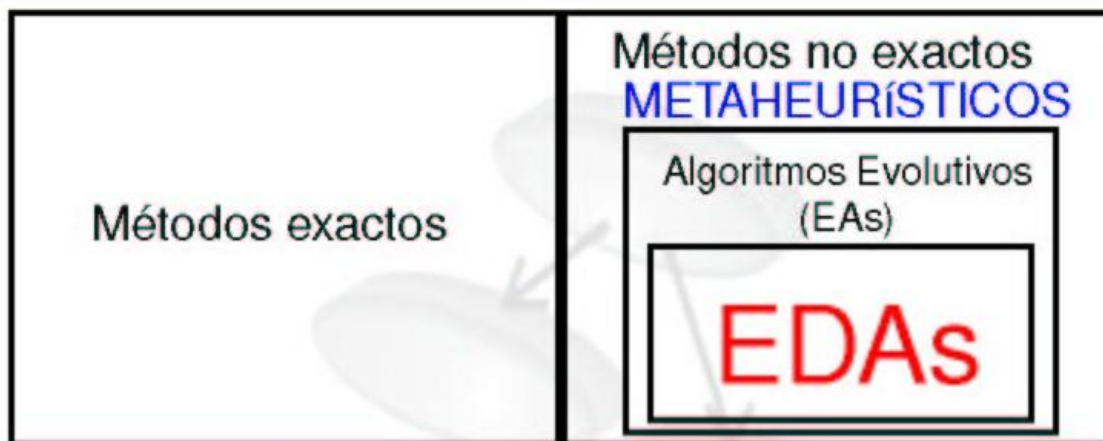 Métodos exactos
Métodos no exactos
METAHEURíSTICOS
Algoritmos Evolutivos
(EAs)
EDAs